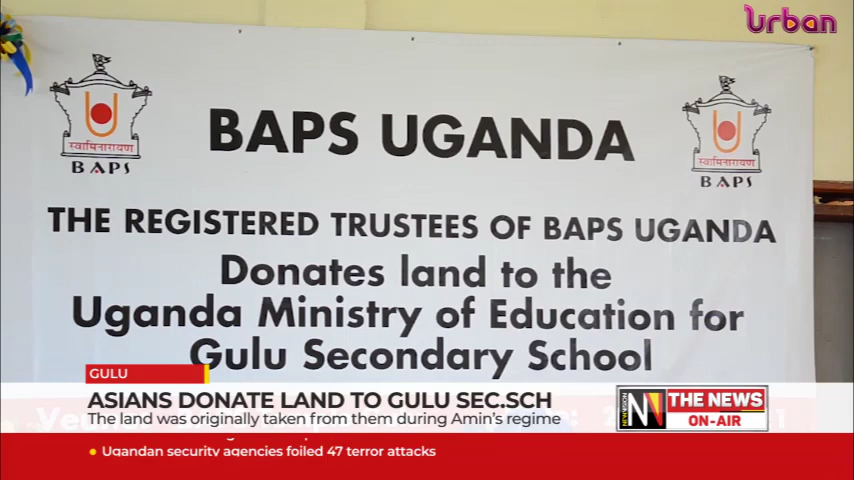 urban
BAPS UGANDA
स्वामिनारायण
BAPS
स्वामिनारायण
BAPS
THE REGISTERED TRUSTEES OF BAPS UGANDA
Donates land to the
Uganda Ministry of Education for
Gulu Secondary School
GULU
ASIANS DONATE LAND TO GULU SEC.SCH
The land was originally taken from them during Amin's regime
NEW VISION
THE NEWS
ON-AIR
Ugandan security agencies foiled 47 terror attacks